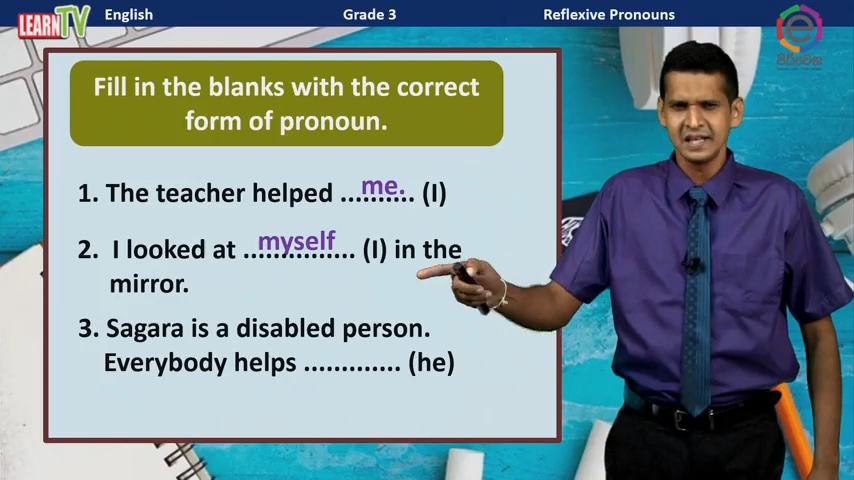 LEARN TV
English
Grade 3
Reflexive Pronouns
පිරිවෙන
Fill in the blanks with the correct
form of pronoun.
1. The teacher helped ..me...... (I)
2. I looked at ..myself.. (I) in the
mirror.
3. Sagara is a disabled person.
Everybody helps ............. (he)